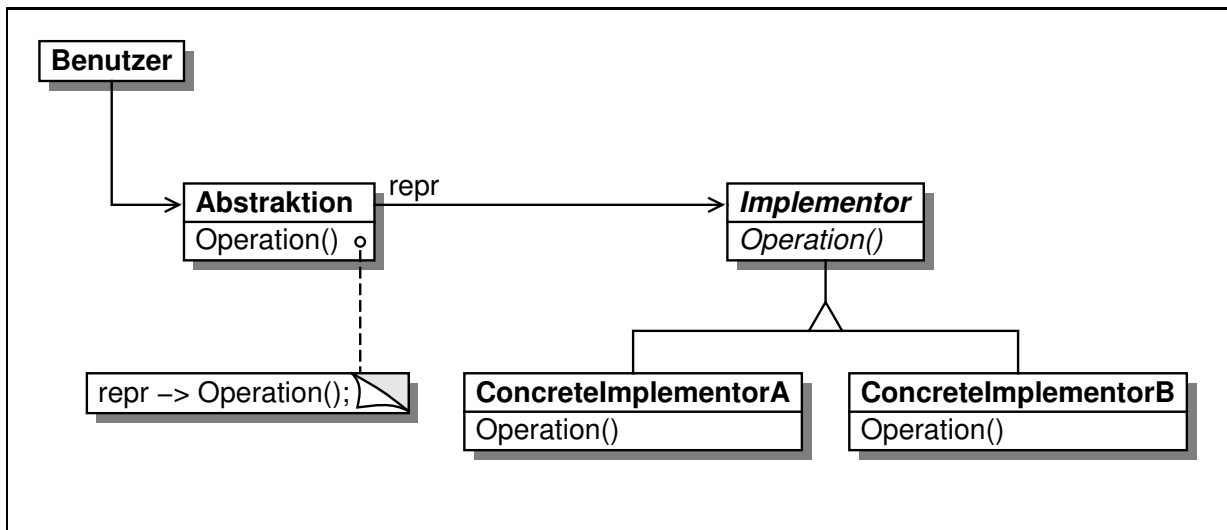 Benutzer
Abstraktion
Operation()
repr
Implementor
Operation()
repr −> Operation();
ConcreteImplementorA
Operation()
ConcreteImplementorB
Operation()